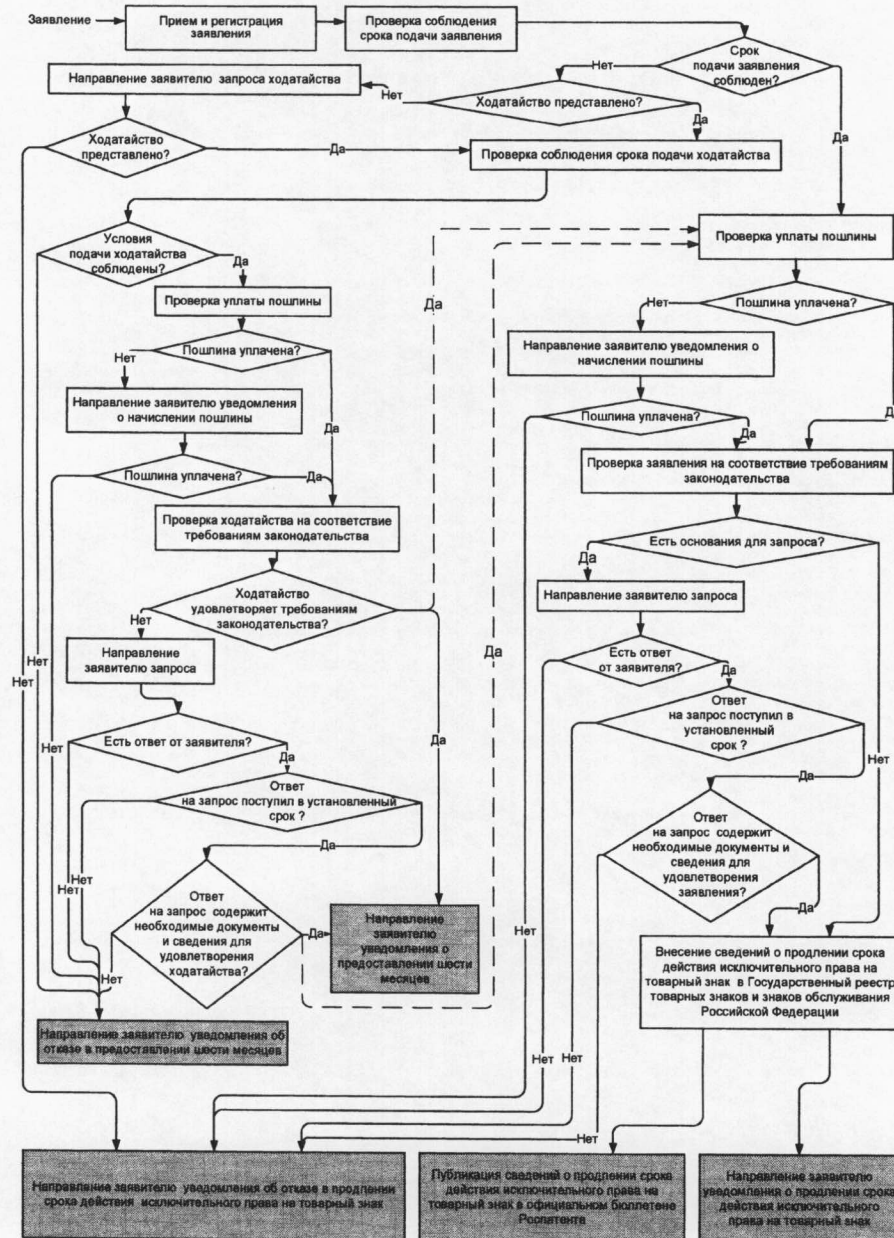 Заявление
Прием и регистрация
заявления
Проверка соблюдения
срока подачи заявления
Срок
подачи заявления
соблюден?
Нет
Направление заявителю запроса ходатайства
Нет
Ходатайство представлено?
Да
Да
Ходатайство
представлено?
Да
Проверка соблюдения срока подачи ходатайства
Условия
подачи ходатайства
соблюдены?
Да
Проверка уплаты пошлины
Проверка уплаты пошлины
Да
Пошлина уплачена?
Нет
Пошлина уплачена?
Нет
Направление заявителю уведомления о
начислении пошлины
Направление заявителю уведомления
о начислении пошлины
Да
Пошлина уплачена?
Да
Да
Пошлина уплачена?
Да
Проверка заявления на соответствие требованиям
законодательства
Проверка ходатайства на соответствие
требованиям законодательства
Есть основания для запроса?
Да
Ходатайство
удовлетворяет требованиям
законодательства?
Нет
Направление заявителю запроса
Да
Направление
заявителю запроса
Есть ответ
от заявителя?
Да
Нет
Нет
Нет
Есть ответ от заявителя?
Да
Да
Ответ
на запрос поступил в
установленный
срок ?
Да
Нет
Ответ
на запрос поступил в установленный
срок ?
Да
Ответ
на запрос содержит
необходимые документы и
сведения для
удовлетворения
заявления?
Да
Нет
Нет
Нет
Ответ
на запрос содержит
необходимые документы
и сведения для
удовлетворения
ходатайства?
Да
Направление
заявителю
уведомления о
предоставлении шести
месяцев
Нет
Внесение сведений о продлении срока
действия исключительного права на
товарный знак в Государственный реестр
товарных знаков и знаков обслуживания
Российской Федерации
Направление заявителю уведомления об
отказе в предоставлении шести месяцев
Нет
Нет
Нет
Направление заявителю уведомления об отказе в продлении
срока действия исключительного права на товарный знак
Публикация сведений о продлении срока
действия исключительного права на
товарный знак в официальном бюллетене
Роспатента
Направление заявителю
уведомления о продлении срока
действия исключительного
права на товарный знак